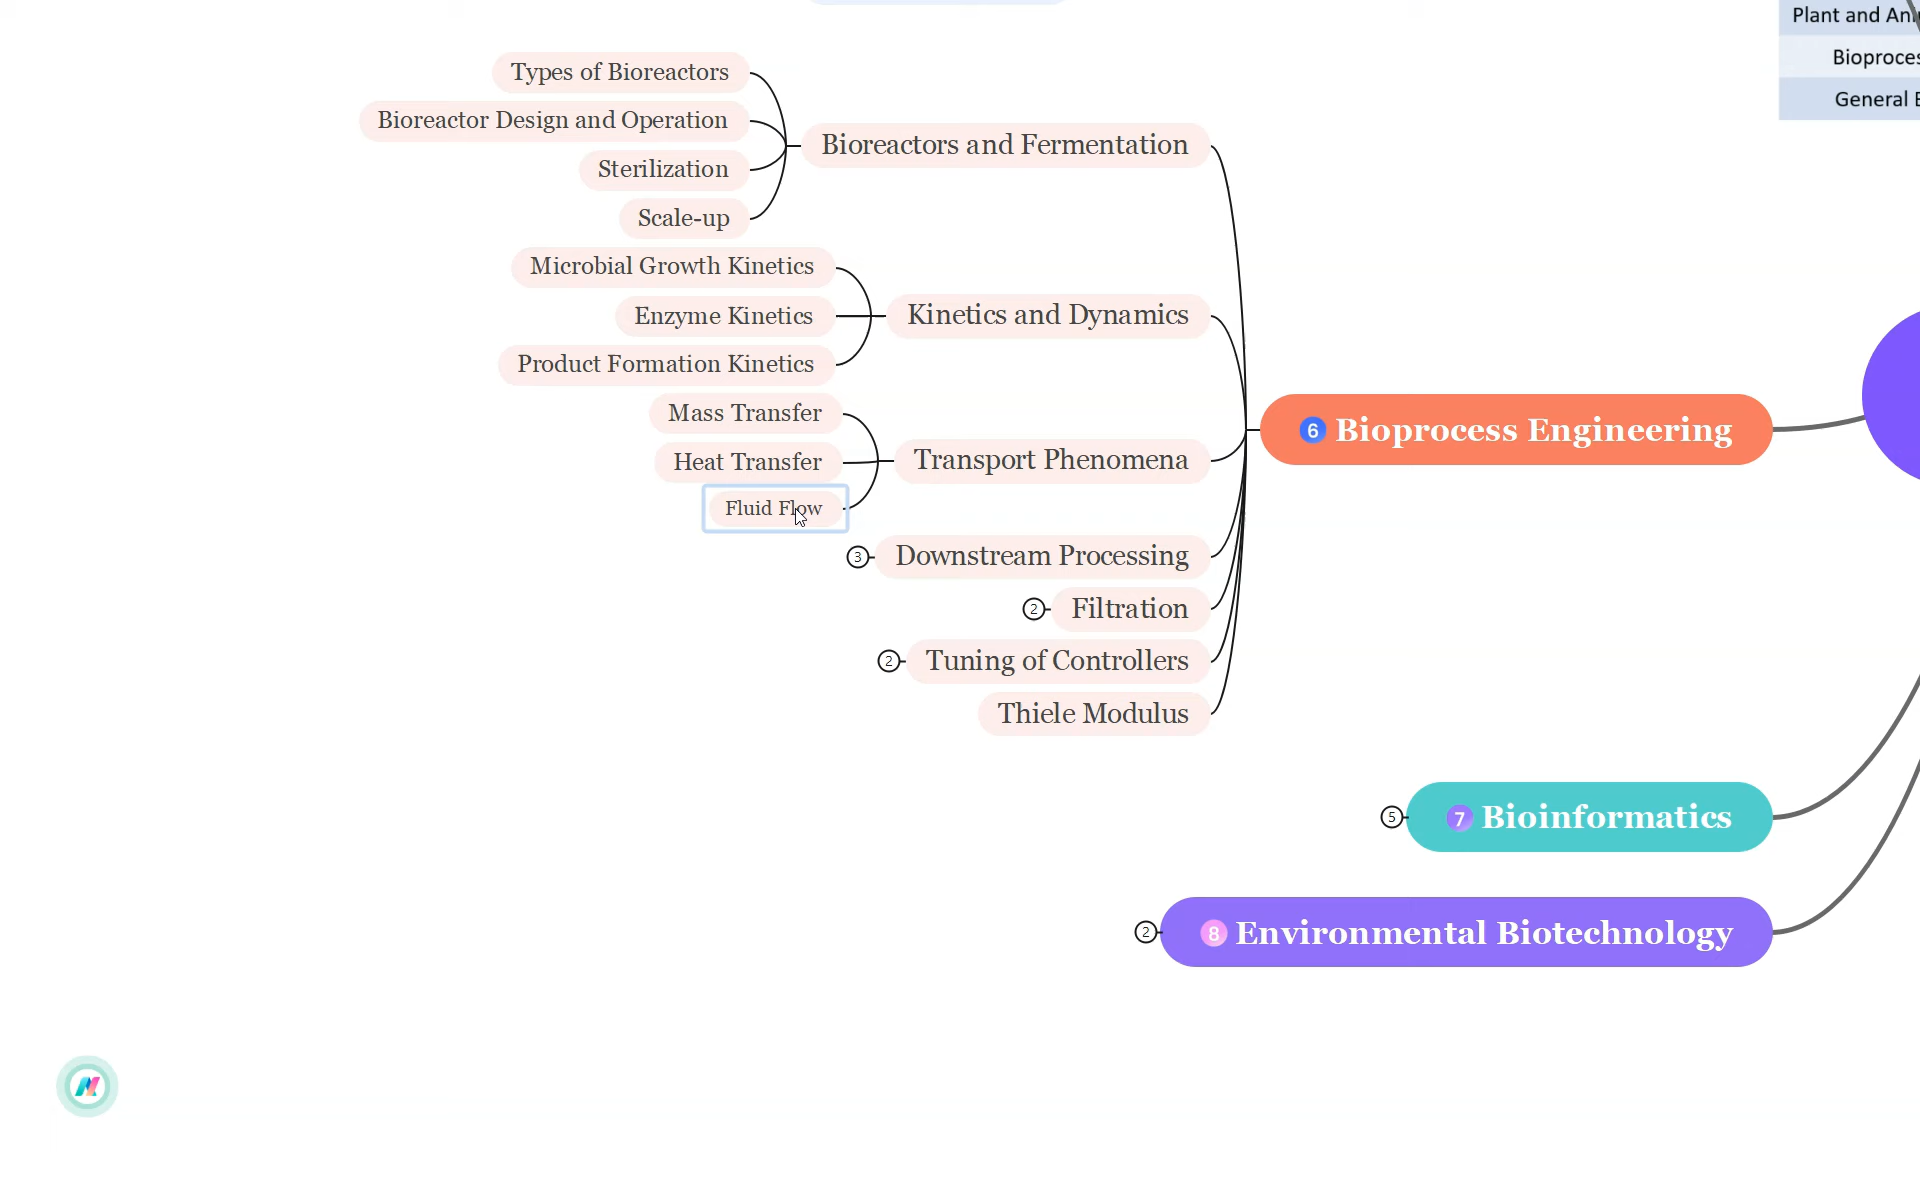 Plant and
General
Types of Bioreactors
Bioreactor Design and Operation
Sterilization
Scale-up
Bioreactors and Fermentation
Microbial Growth Kinetics
Enzyme Kinetics
Product Formation Kinetics
Kinetics and Dynamics
Mass Transfer
Heat Transfer
Fluid Flow
Transport Phenomena
3 Downstream Processing
2 Filtration
2 Tuning of Controllers
Thiele Modulus
6 Bioprocess Engineering
5 7 Bioinformatics
2 8 Environmental Biotechnology